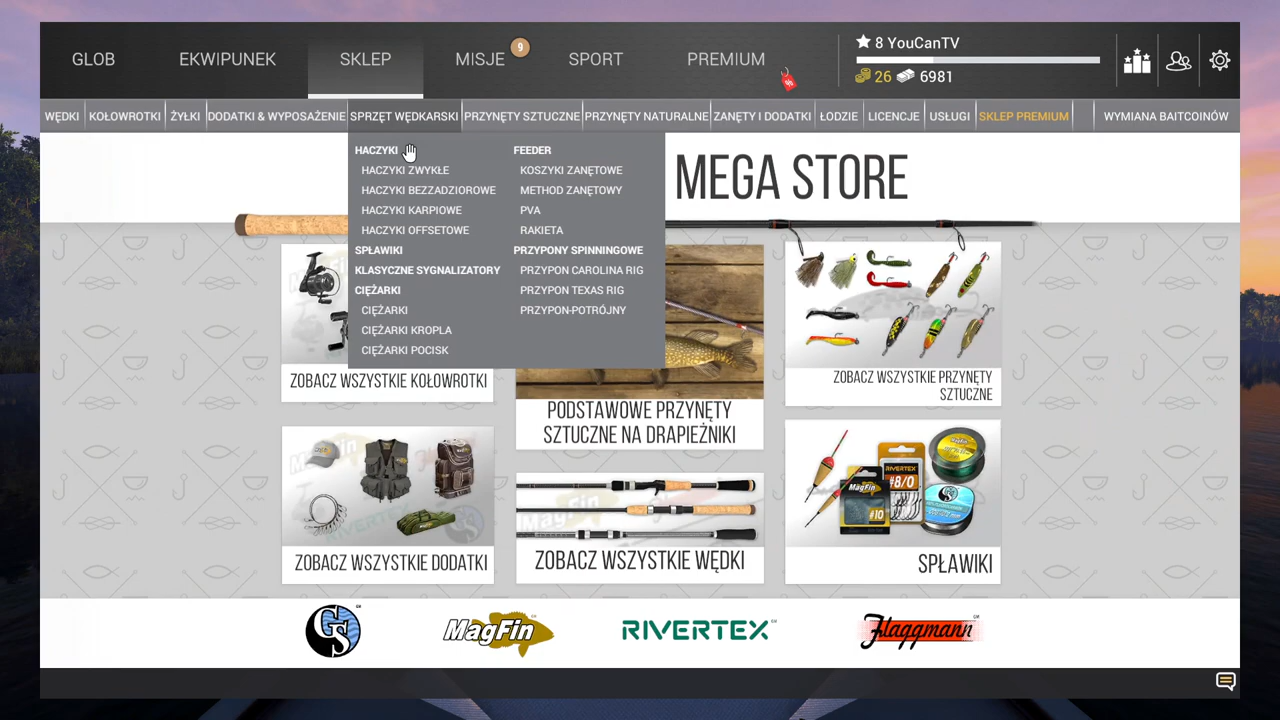 GLOB
EKWIPUNEK
SKLEP
MISJE
9
SPORT
PREMIUM
8 YouCanTV
26
6981
WĘDKI
KOŁOWROTKI
ŻYŁKI
DODATKI & WYPOSAŻENIE
SPRZĘT WĘDKARSKI
PRZYNĘTY SZTUCZNE
PRZYNĘTY NATURALNE
ZANĘTY I DODATKI
ŁODZIE
LICENCJE
USŁUGI
SKLEP PREMIUM
WYMIANA BAITCOINÓW
HACZYKI
HACZYKI ZWYKŁE
HACZYKI BEZZADZIOROWE
HACZYKI KARPIOWE
HACZYKI OFFSETOWE
SPŁAWIKI
KLASYCZNE SYGNALIZATORY
CIĘŻARKI
CIĘŻARKI
CIĘŻARKI KROPLA
CIĘŻARKI POCISK
FEEDER
KOSZYKI ZANĘTOWE
METHOD ZANĘTOWY
PVA
RAKIETA
PRZYPONY SPINNINGOWE
PRZYPON CAROLINA RIG
PRZYPON TEXAS RIG
PRZYPON-POTRÓJNY
MEGA STORE
ZOBACZ WSZYSTKIE KOŁOWROTKI
PODSTAWOWE PRZYNĘTY
SZTUCZNE NA DRAPIEŻNIKI
ZOBACZ WSZYSTKIE PRZYNĘTY
SZTUCZNE
ZOBACZ WSZYSTKIE DODATKI
ZOBACZ WSZYSTKIE WĘDKI
MagFin
RIVERTEX
#8/0
MagFin
#10
SPŁAWIKI
GS
MagFin
RIVERTEX
Flaggmann